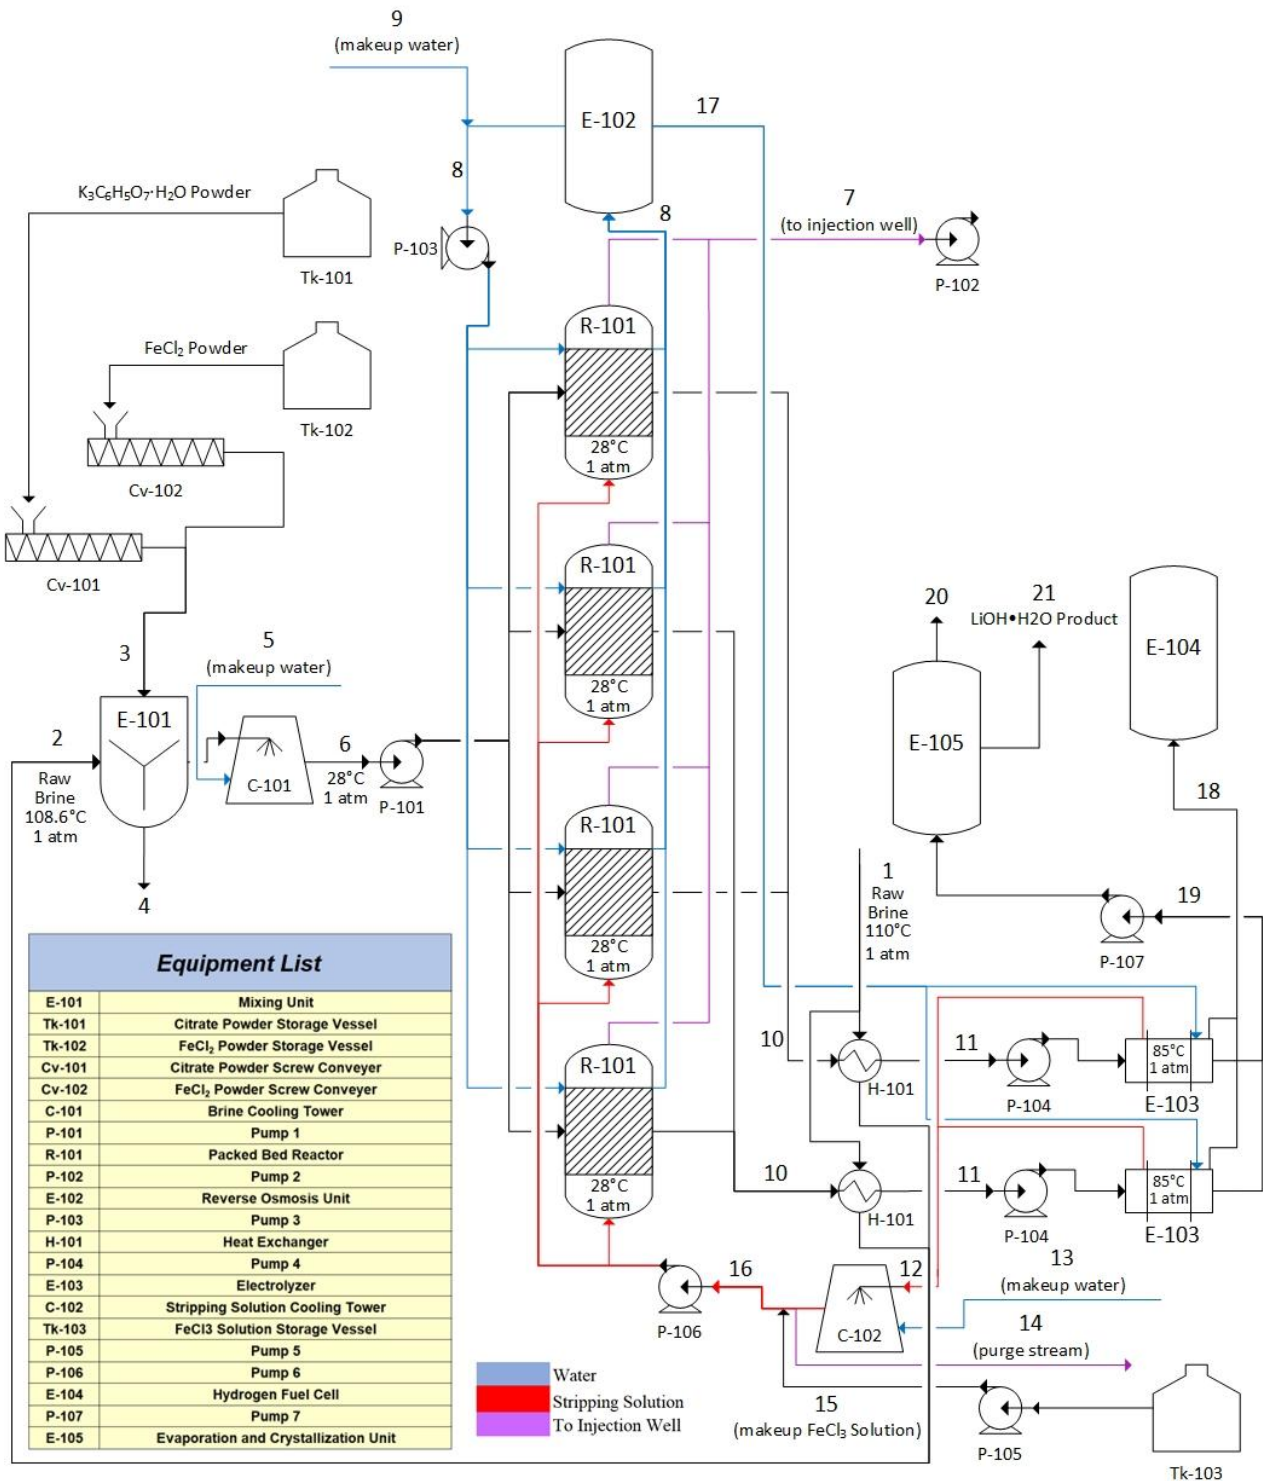 9
(makeup water)
E-102
17
8
K₃C₆H₅O₇·H₂O Powder
Tk-101
P-103
8
7
(to injection well)
P-102
FeCl₂ Powder
Tk-102
Cv-102
Cv-101
R-101
28°C
1 atm
R-101
28°C
1 atm
R-101
28°C
1 atm
R-101
28°C
1 atm
3
5
(makeup water)
E-101
2
Raw
Brine
108.6°C
1 atm
C-101
6
28°C
1 atm
P-101
4
20
21
LiOH•H2O Product
E-104
E-105
18
19
P-107
1
Raw
Brine
110°C
1 atm
10
H-101
11
P-104
85°C
1 atm
E-103
10
H-101
11
P-104
85°C
1 atm
E-103
13
(makeup water)
12
C-102
16
P-106
14
(purge stream)
15
(makeup FeCl₃ Solution)
P-105
Tk-103
Equipment List
E-101 Mixing Unit
Tk-101 Citrate Powder Storage Vessel
Tk-102 FeCl₂ Powder Storage Vessel
Cv-101 Citrate Powder Screw Conveyer
Cv-102 FeCl₂ Powder Screw Conveyer
C-101 Brine Cooling Tower
P-101 Pump 1
R-101 Packed Bed Reactor
P-102 Pump 2
E-102 Reverse Osmosis Unit
P-103 Pump 3
H-101 Heat Exchanger
P-104 Pump 4
E-103 Electrolyzer
C-102 Stripping Solution Cooling Tower
Tk-103 FeCl3 Solution Storage Vessel
P-105 Pump 5
P-106 Pump 6
E-104 Hydrogen Fuel Cell
P-107 Pump 7
E-105 Evaporation and Crystallization Unit
Water
Stripping Solution
To Injection Well